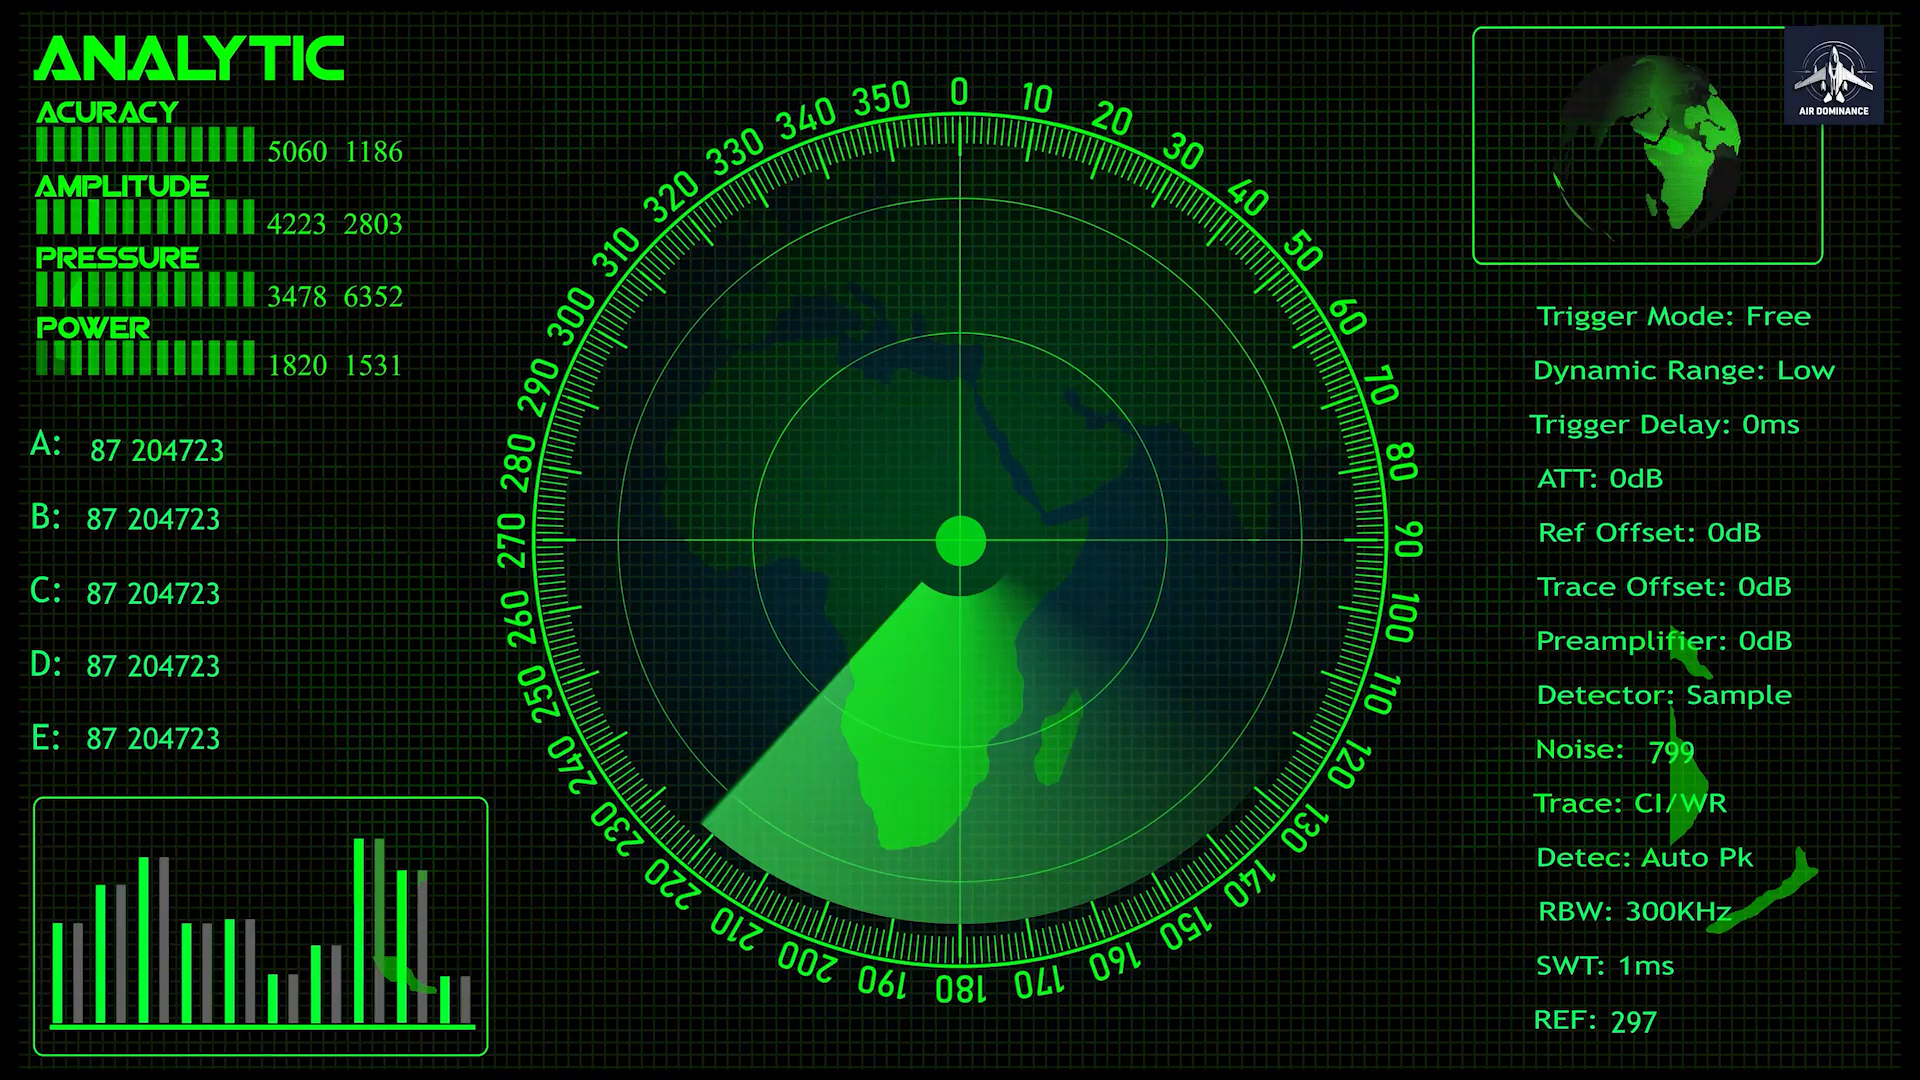 ANALYTIC
ACURACY
5060 1186
AMPLITUDE
4223 2803
PRESSURE
3478 6352
POWER
1820 1531
A: 87 204723
B: 87 204723
C: 87 204723
D: 87 204723
E: 87 204723
0
10
20
30
40
50
60
70
80
90
100
110
120
130
140
150
160
170
180
190
200
210
220
230
240
250
260
270
280
290
300
310
320
330
340
350
AIR DOMINANCE
Trigger Mode: Free
Dynamic Range: Low
Trigger Delay: 0ms
ATT: 0dB
Ref Offset: 0dB
Trace Offset: 0dB
Preamplifier: 0dB
Detector: Sample
Noise: 799
Trace: CI/WR
Detec: Auto Pk
RBW: 300KHz
SWT: 1ms
REF: 297